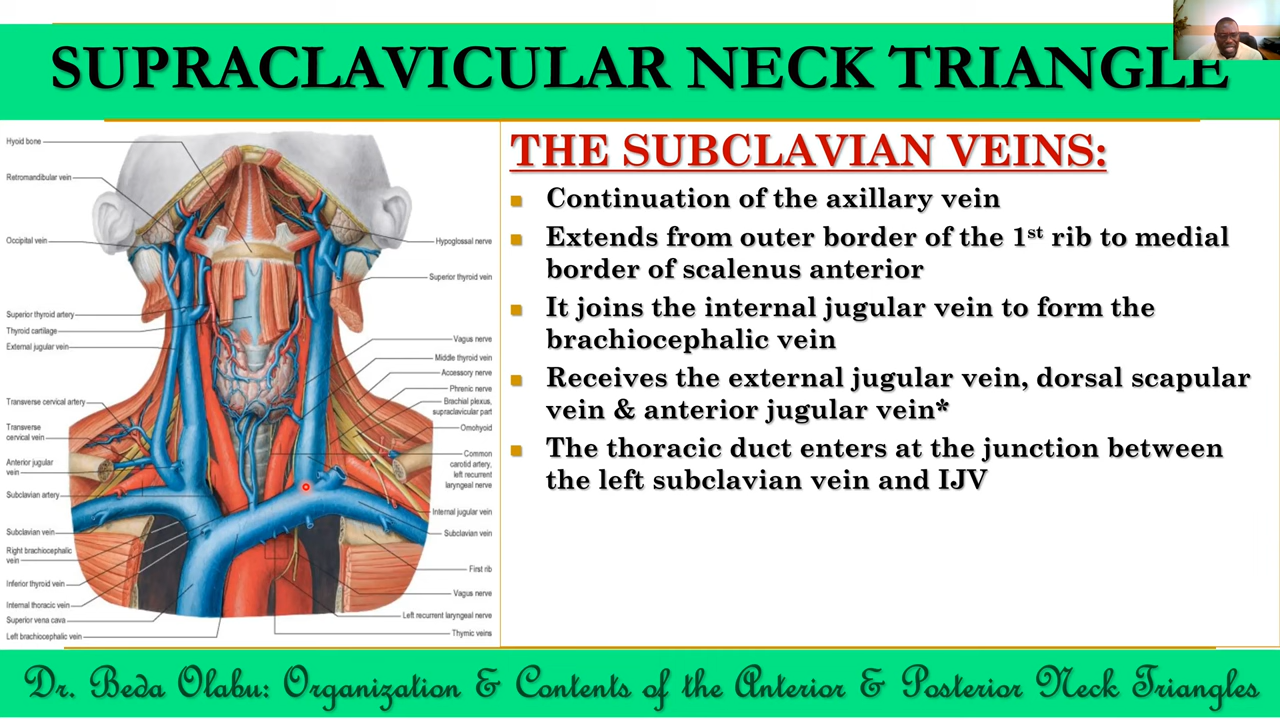 SUPRACLAVICULAR NECK TRIANGLE
Hyoid bone
Retromandibular vein
Occipital vein
Superior thyroid artery
Thyroid cartilage
External jugular vein
Transverse cervical artery
Transverse
cervical vein
Anterior jugular
vein
Subclavian artery
Subclavian vein
Right brachiocephalic
vein
Inferior thyroid vein
Internal thoracic vein
Superior vena cava
Left brachiocephalic vein
Hypoglossal nerve
Superior thyroid vein
Vagus nerve
Middle thyroid vein
Accessory nerve
Phrenic nerve
Brachial plexus,
supraclavicular part
Omohyoid
Common
carotid artery,
left recurrent
laryngeal nerve
Internal jugular vein
Subclavian vein
First rib
Vagus nerve
Left recurrent laryngeal nerve
Thymic veins
THE SUBCLAVIAN VEINS:
Continuation of the axillary vein
Extends from outer border of the 1st rib to medial
border of scalenus anterior
It joins the internal jugular vein to form the
brachiocephalic vein
Receives the external jugular vein, dorsal scapular
vein & anterior jugular vein*
The thoracic duct enters at the junction between
the left subclavian vein and IJV
Dr. Beda Olabu: Organization & Contents of the Anterior & Posterior Neck Triangles